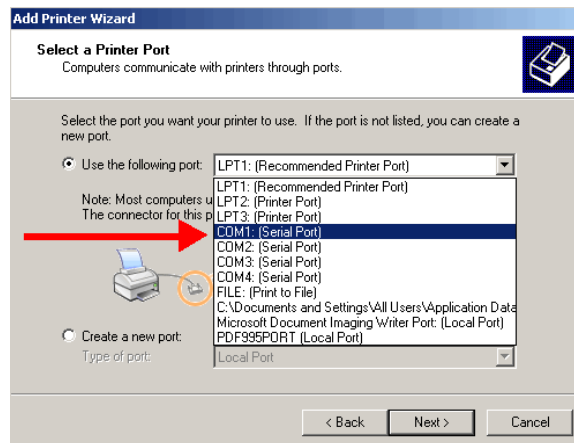 Add Printer Wizard
Select a Printer Port
Computers communicate with printers through ports.
Select the port you want your printer to use. If the port is not listed, you can create a
new port.
Use the following port: LPT1: (Recommended Printer Port)
LPT1: (Recommended Printer Port)
Note: Most computers u LPT2: (Printer Port)
The connector for this p LPT3: (Printer Port)
COM1: (Serial Port)
COM2: (Serial Port)
COM3: (Serial Port)
COM4: (Serial Port)
FILE: (Print to File)
C:\Documents and Settings\All Users\Application Data
Microsoft Document Imaging Writer Port: (Local Port)
Create a new port: PDF995PORT (Local Port)
Type of port: Local Port
< Back Next > Cancel